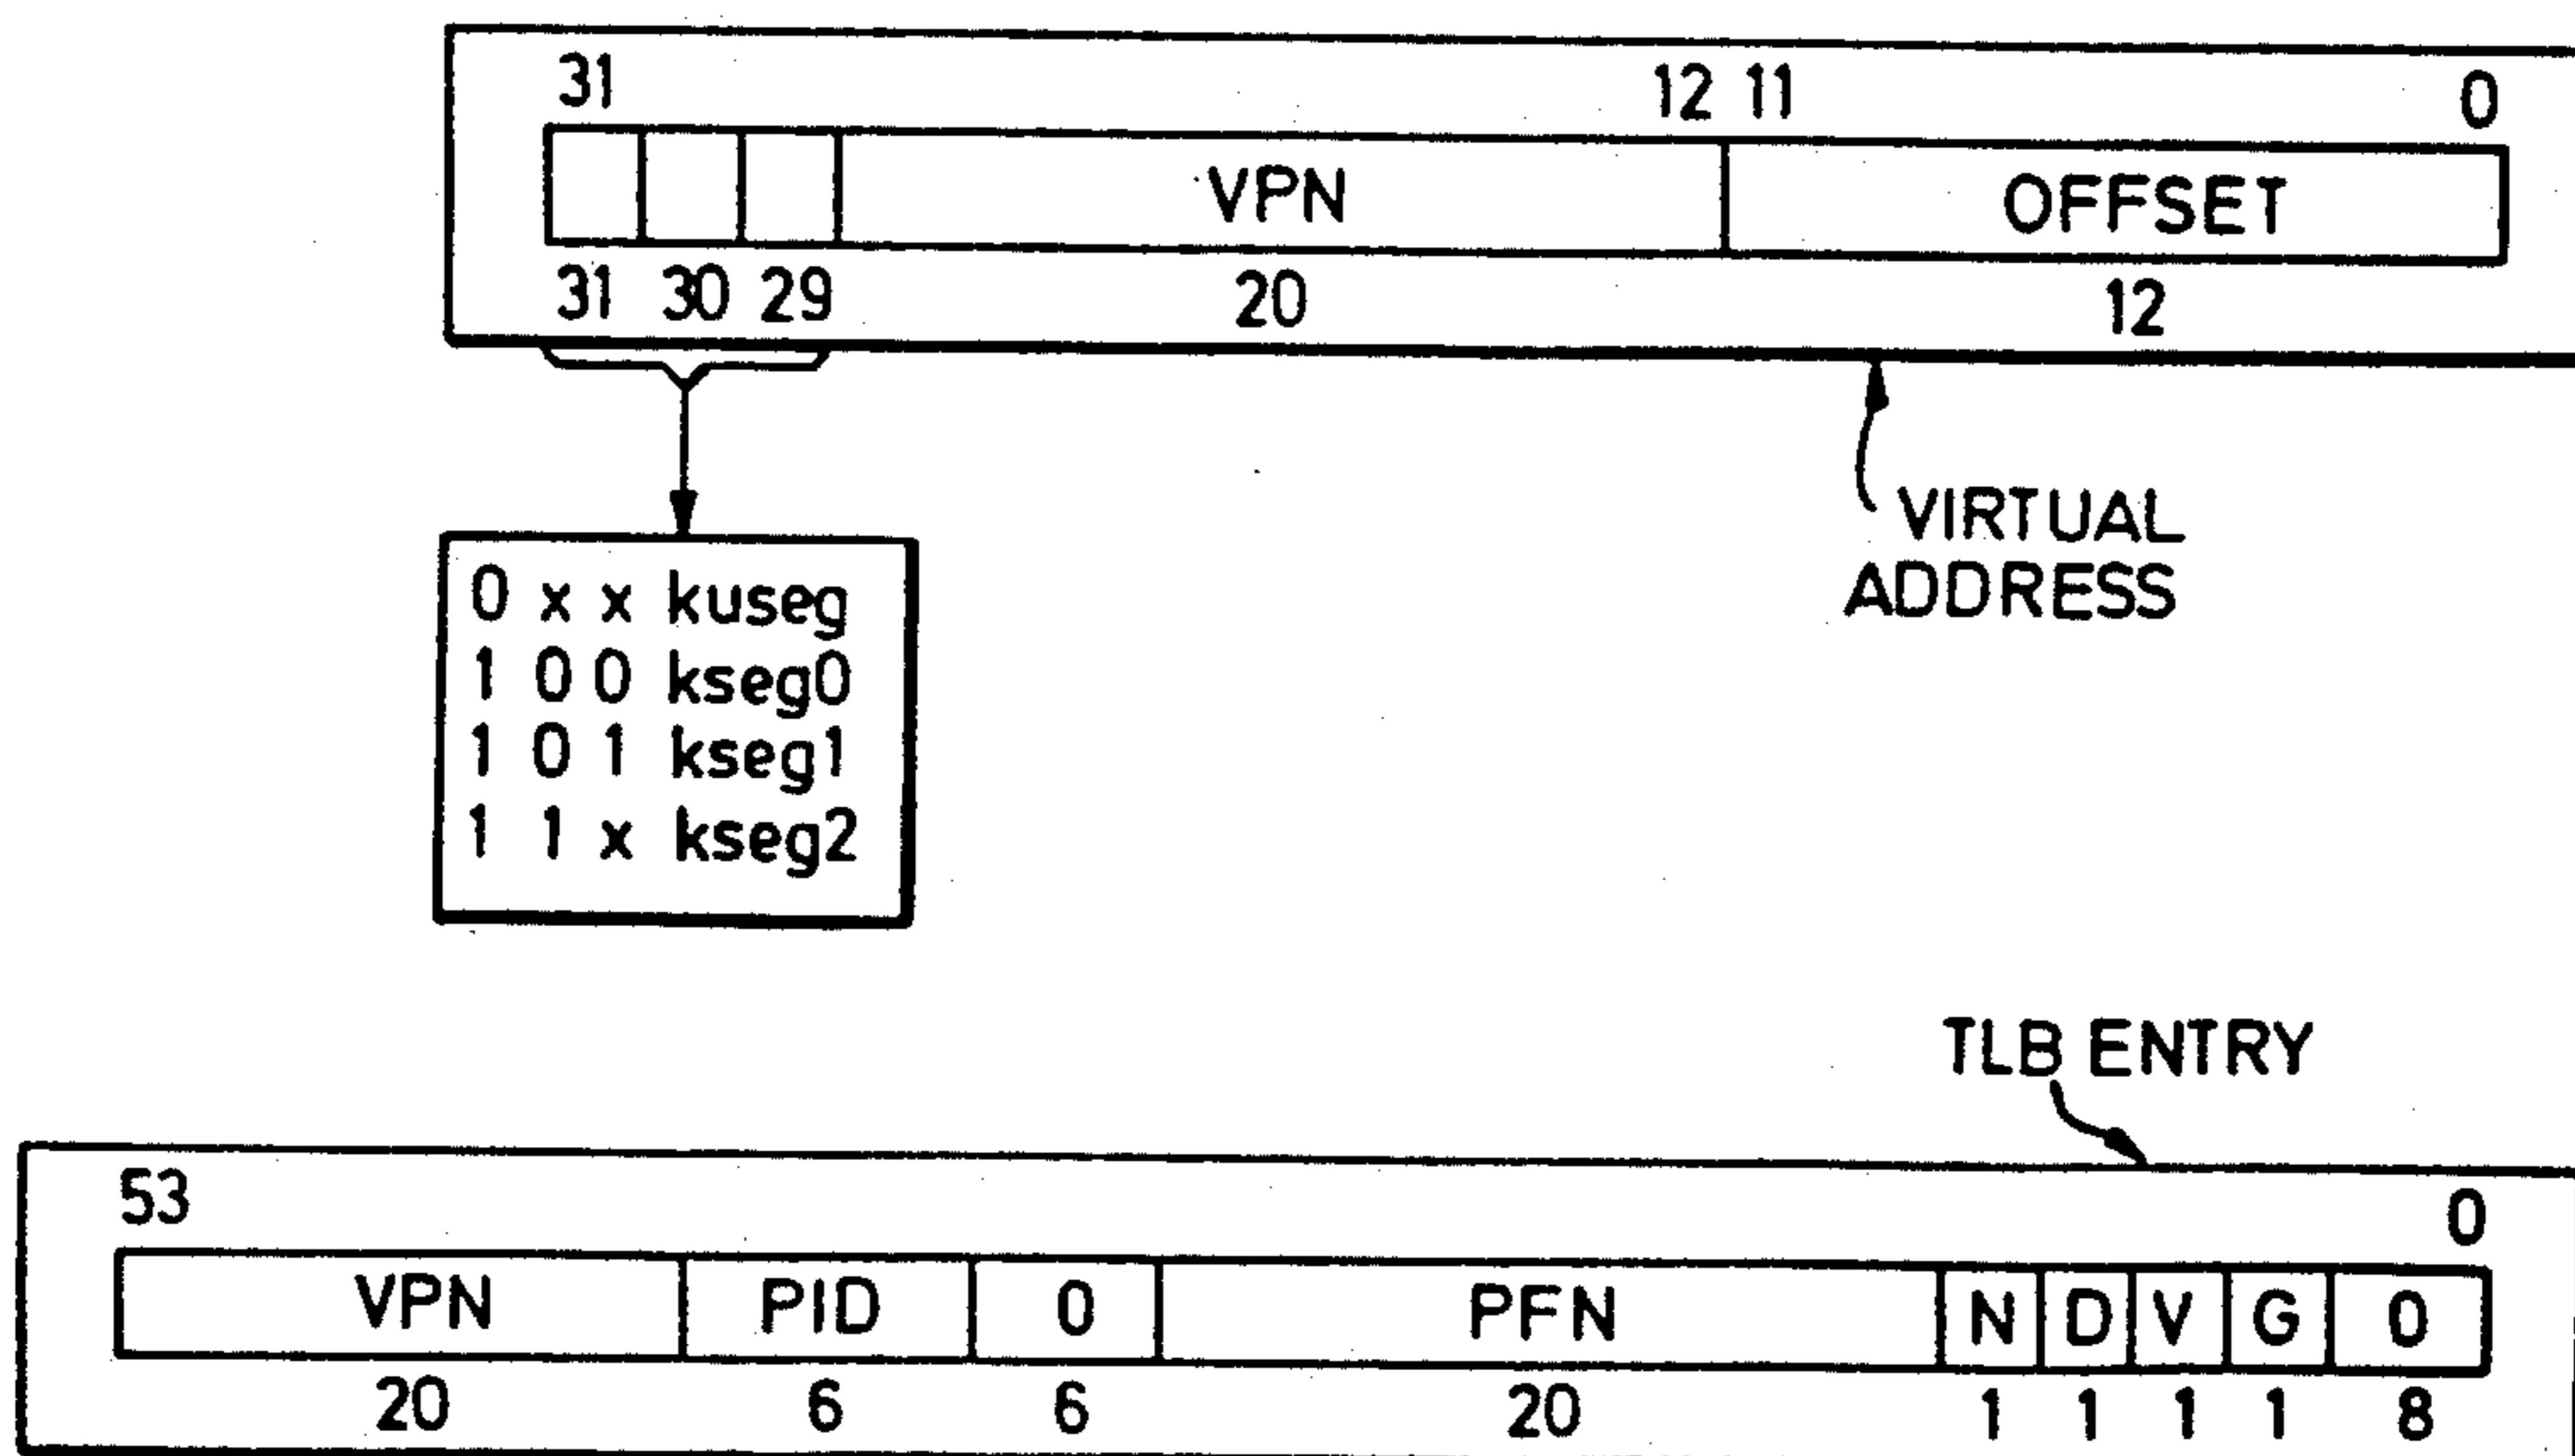 31 12 11 0
VPN OFFSET
31 30 29 20 12
VIRTUAL
ADDRESS
0 x x kuseg
1 0 0 kseg0
1 0 1 kseg1
1 1 x kseg2
TLB ENTRY
53 0
VPN PID 0 PFN N D V G 0
20 6 6 20 1 1 1 1 8